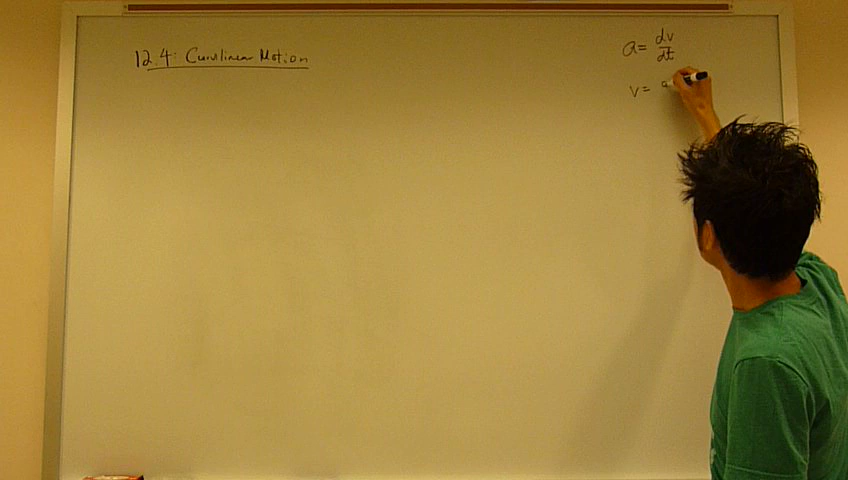 12.4: Curvilinear Motion
a = dv/dt
v =